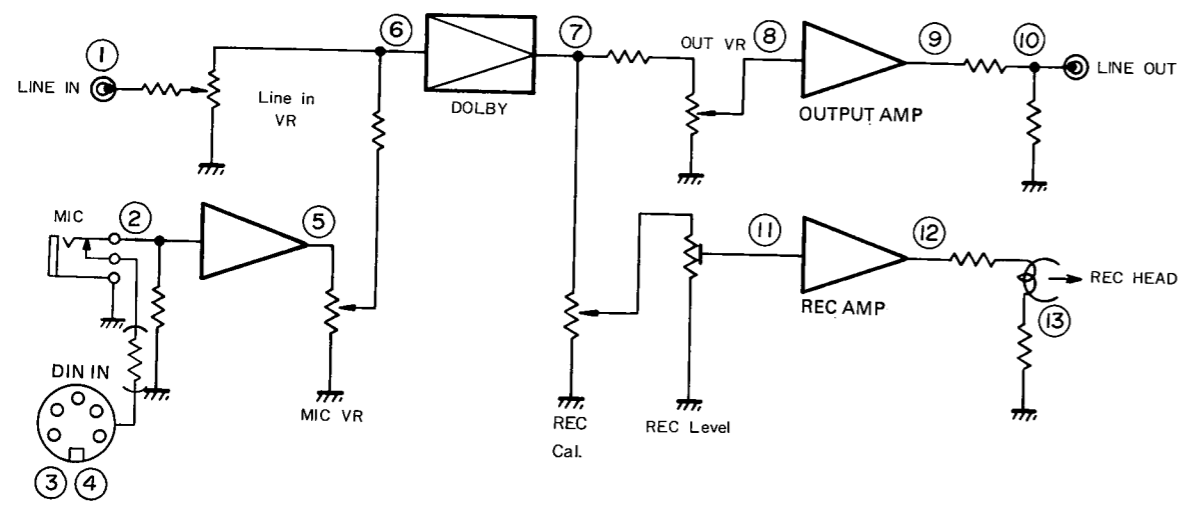 ①
LINE IN
Line in
VR
⑥
DOLBY
⑦
OUT VR
⑧
OUTPUT AMP
⑨
⑩
LINE OUT
MIC
②
⑤
MIC VR
DIN IN
③ ④
REC
Cal.
REC Level
⑪
REC AMP
⑫
REC HEAD
⑬